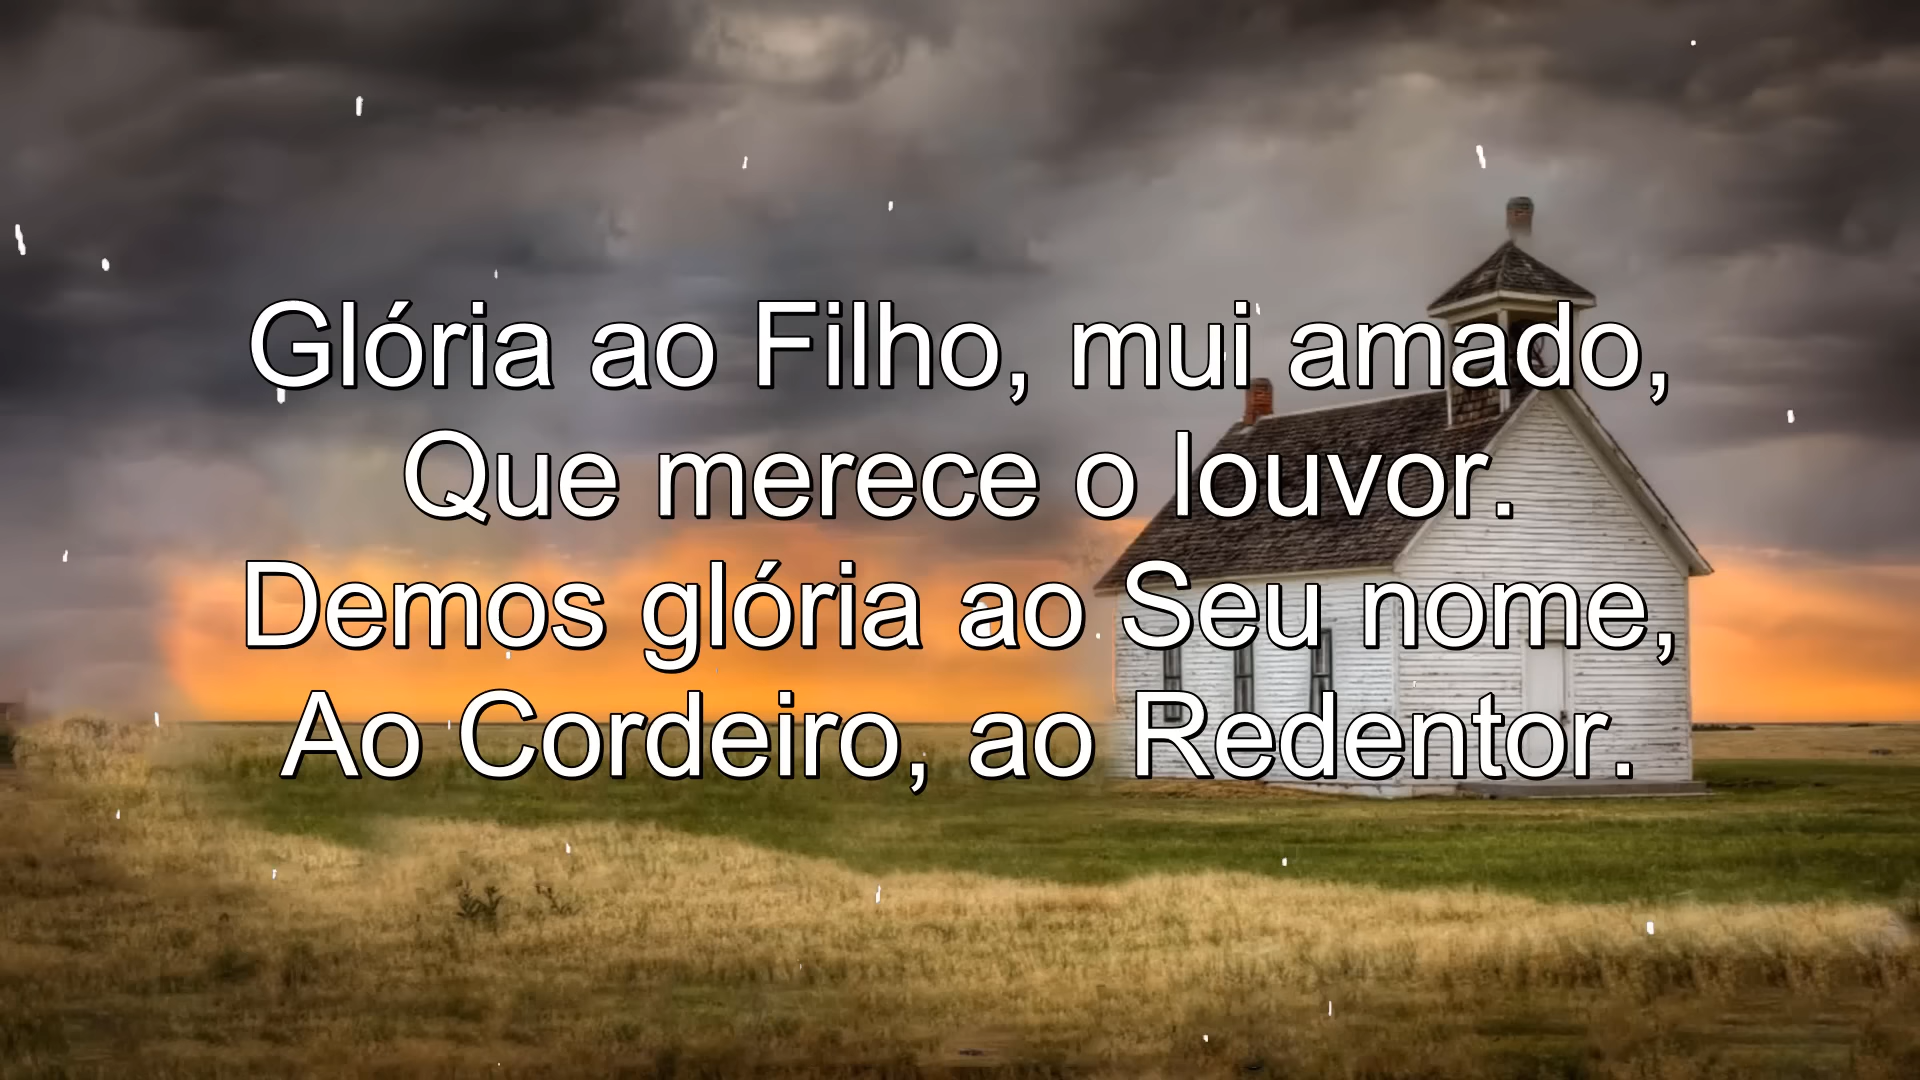 Glória ao Filho, mui amado,
Que merece o louvor.
Demos glória ao Seu nome,
Ao Cordeiro, ao Redentor.